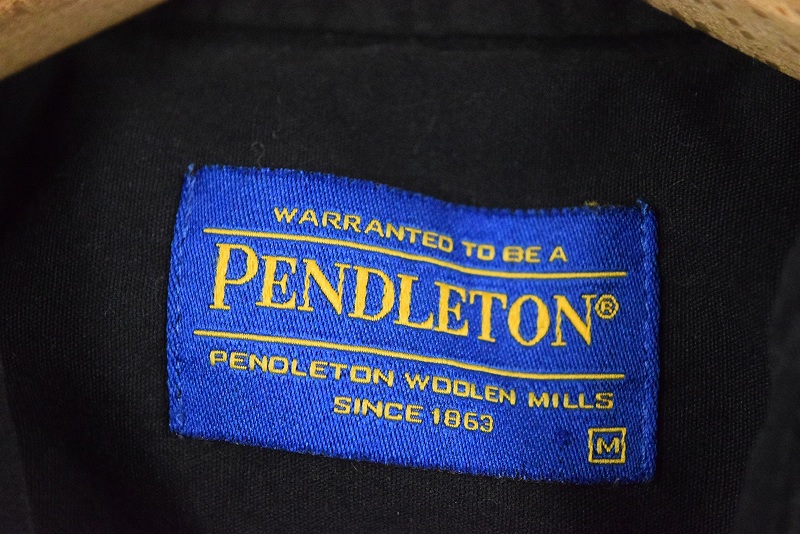 WARRANTED TO BE A
PENDLETON®
PENDLETON WOOLEN MILLS
SINCE 1863
M